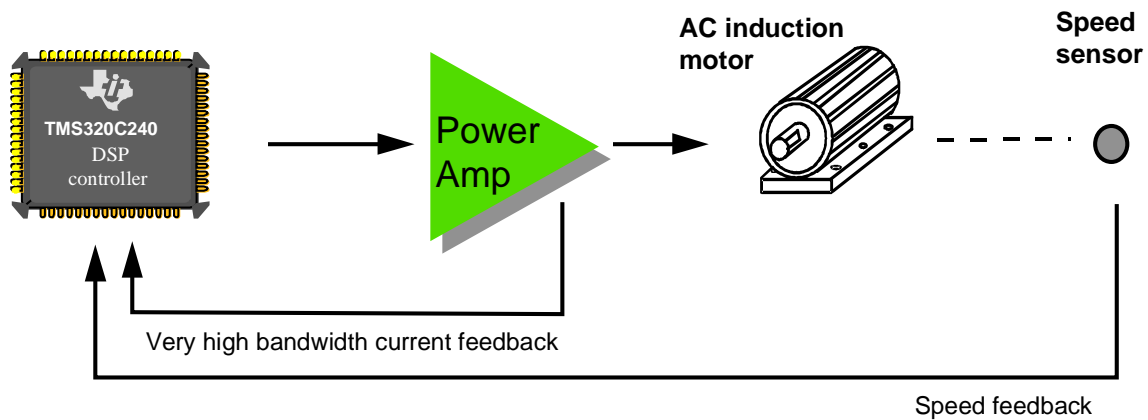 AC induction
motor
Speed
sensor
TMS320C240
DSP
controller
Power
Amp
Very high bandwidth current feedback
Speed feedback